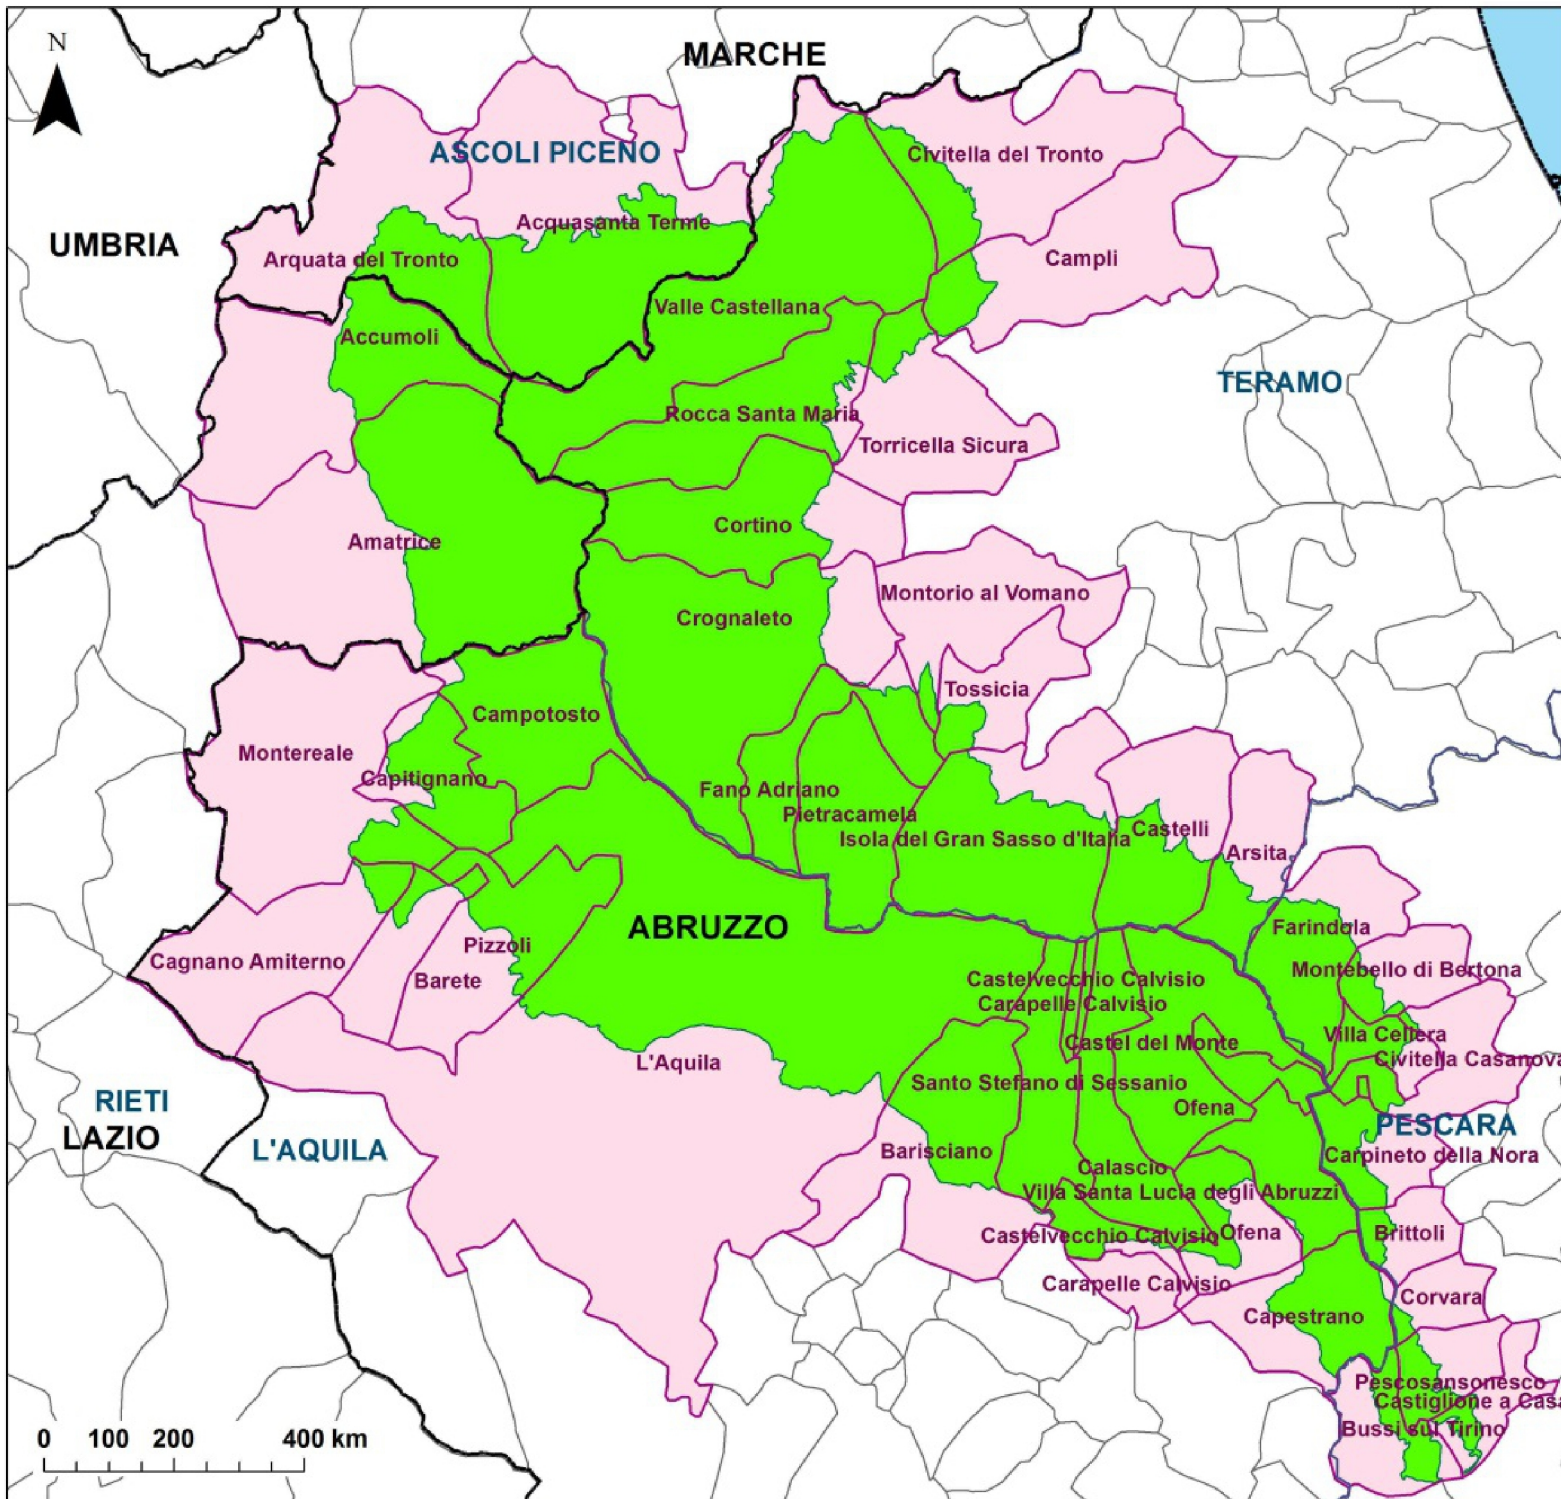 N
MARCHE
ASCOLI PICENO
Civitella del Tronto
Acquasanta Terme
UMBRIA
Arquata del Tronto
Campli
Valle Castellana
Accumoli
TERAMO
Rocca Santa Maria
Torricella Sicura
Cortino
Amatrice
Montorio al Vomano
Crognaleto
Tossicia
Campotosto
Montereale
Capitignano
Fano Adriano
Pietracamela
Castelli
Isola del Gran Sasso d'Italia
Arsita
ABRUZZO
Farindola
Pizzoli
Cagnano Amiterno
Montebello di Bertona
Barete
Castelvecchio Calvisio
Carapelle Calvisio
Villa Celiera
Castel del Monte
L'Aquila
Civitella Casanova
Santo Stefano di Sessanio
RIETI
Ofena
PESCARA
LAZIO
L'AQUILA
Barisciano
Carpineto della Nora
Calascio
Villa Santa Lucia degli Abruzzi
Castelvecchio Calvisio
Ofena
Brittoli
Carapelle Calvisio
Corvara
Capestrano
Pescosansonesco
Castiglione a Casa
Bussi sul Tirino
0 100 200 400 km